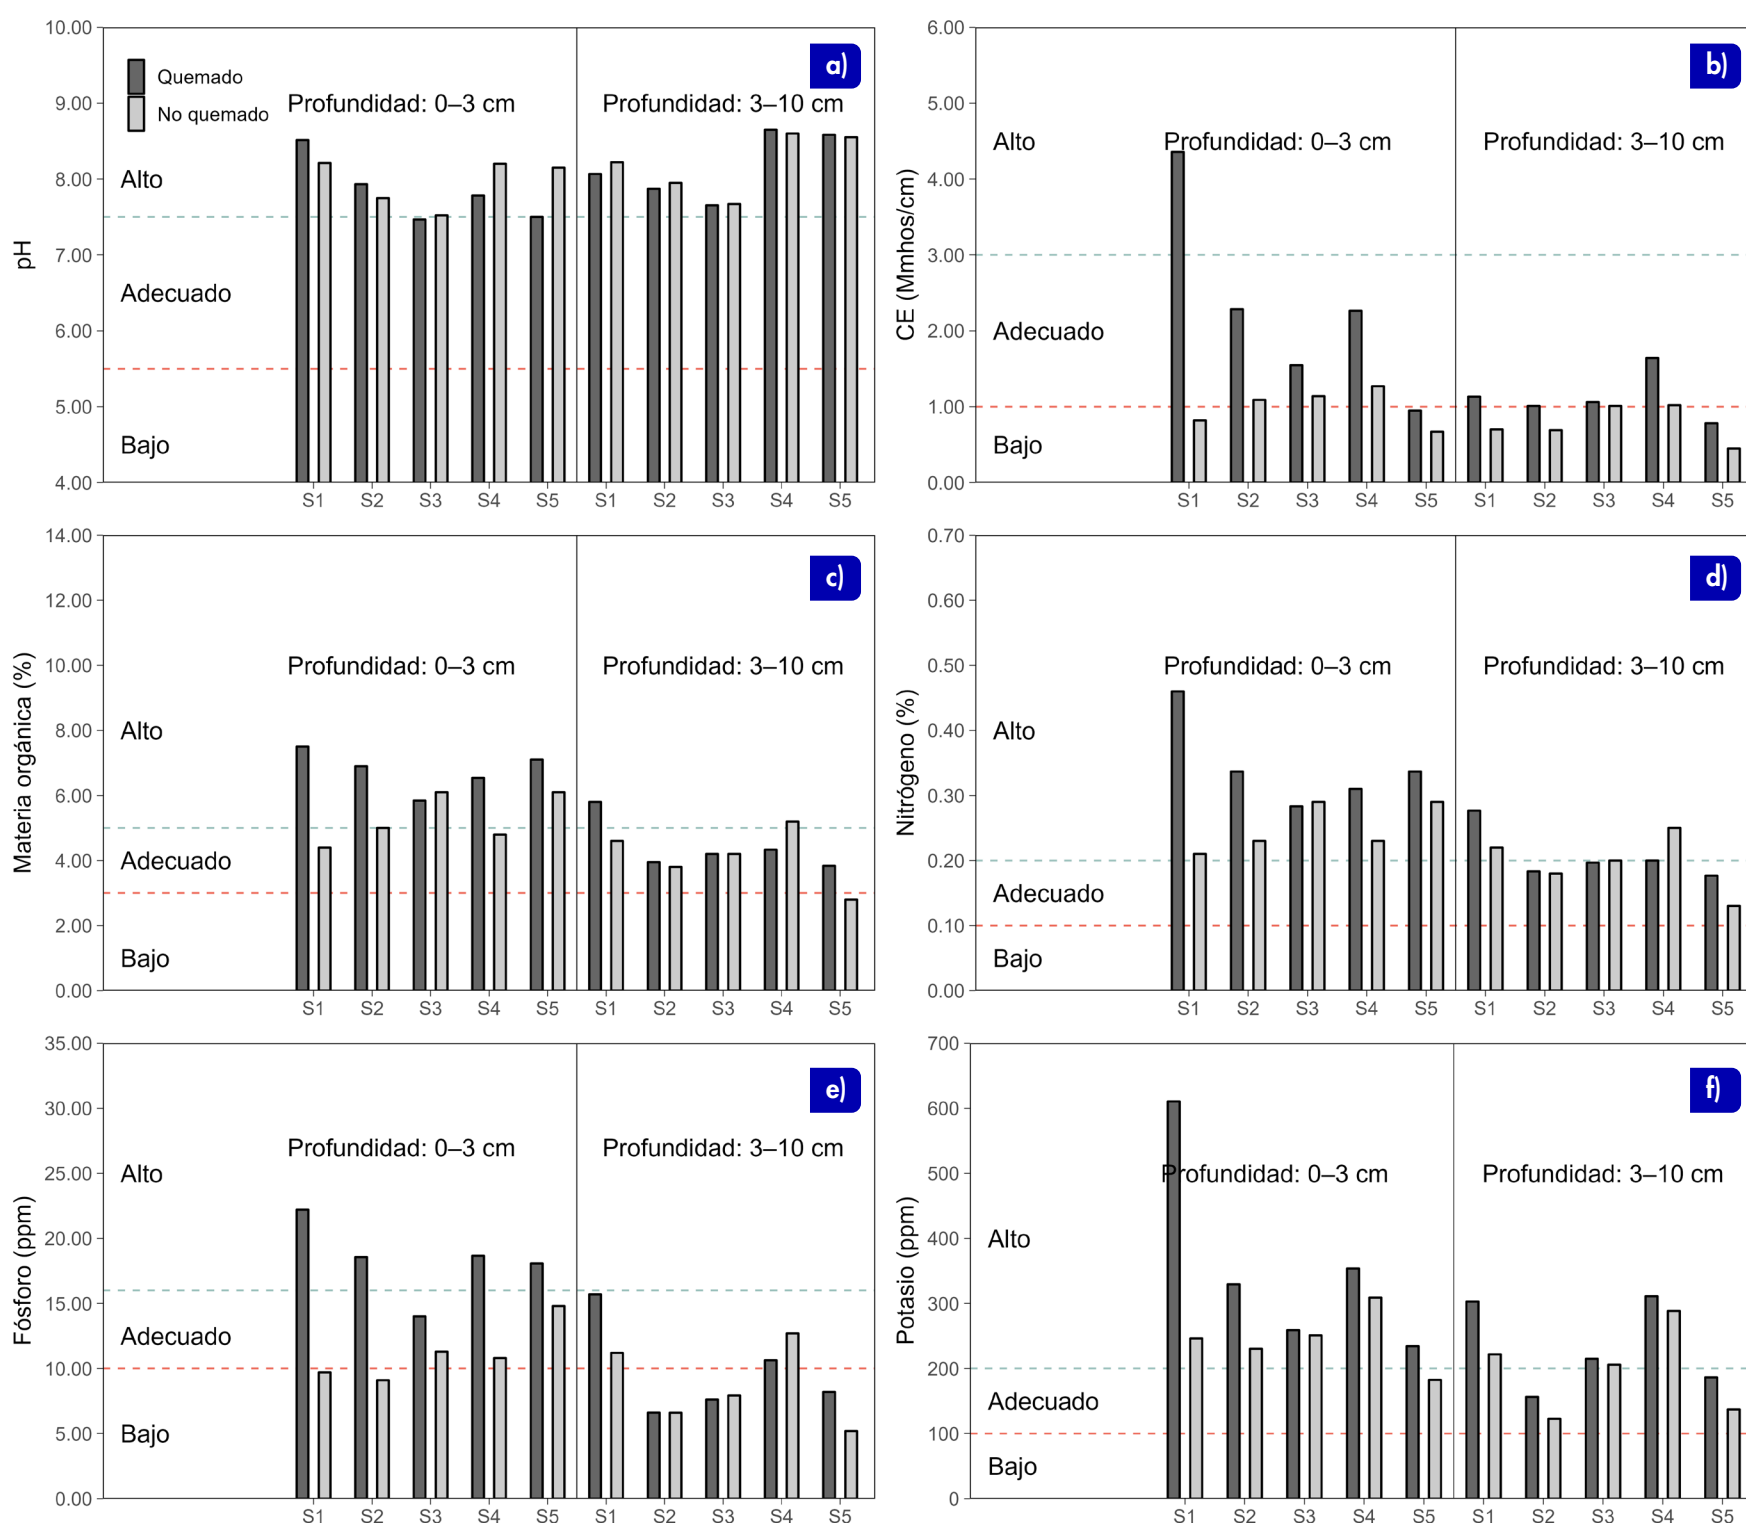 a)
Quemado
No quemado
Profundidad: 0–3 cm
Profundidad: 3–10 cm
pH
10.00
9.00
8.00
7.00
6.00
5.00
4.00
Alto
Adecuado
Bajo
S1 S2 S3 S4 S5 S1 S2 S3 S4 S5
b)
Profundidad: 0–3 cm
Profundidad: 3–10 cm
CE (Mmhos/cm)
6.00
5.00
4.00
3.00
2.00
1.00
0.00
Alto
Adecuado
Bajo
S1 S2 S3 S4 S5 S1 S2 S3 S4 S5
c)
Profundidad: 0–3 cm
Profundidad: 3–10 cm
Materia orgánica (%)
14.00
12.00
10.00
8.00
6.00
4.00
2.00
0.00
Alto
Adecuado
Bajo
S1 S2 S3 S4 S5 S1 S2 S3 S4 S5
d)
Profundidad: 0–3 cm
Profundidad: 3–10 cm
Nitrógeno (%)
0.70
0.60
0.50
0.40
0.30
0.20
0.10
0.00
Alto
Adecuado
Bajo
S1 S2 S3 S4 S5 S1 S2 S3 S4 S5
e)
Profundidad: 0–3 cm
Profundidad: 3–10 cm
Fósforo (ppm)
35.00
30.00
25.00
20.00
15.00
10.00
5.00
0.00
Alto
Adecuado
Bajo
S1 S2 S3 S4 S5 S1 S2 S3 S4 S5
f)
Profundidad: 0–3 cm
Profundidad: 3–10 cm
Potasio (ppm)
700
600
500
400
300
200
100
0
Alto
Adecuado
Bajo
S1 S2 S3 S4 S5 S1 S2 S3 S4 S5